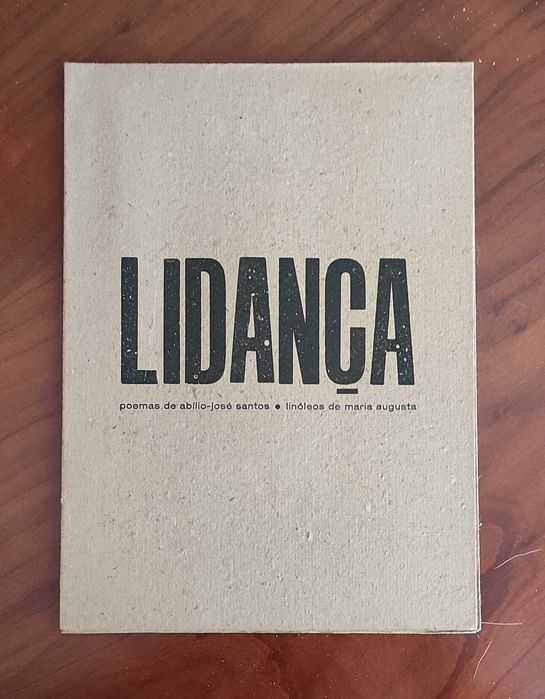 LIDANÇA
poemas de abílio-josé santos ● linóleos de maria augusta